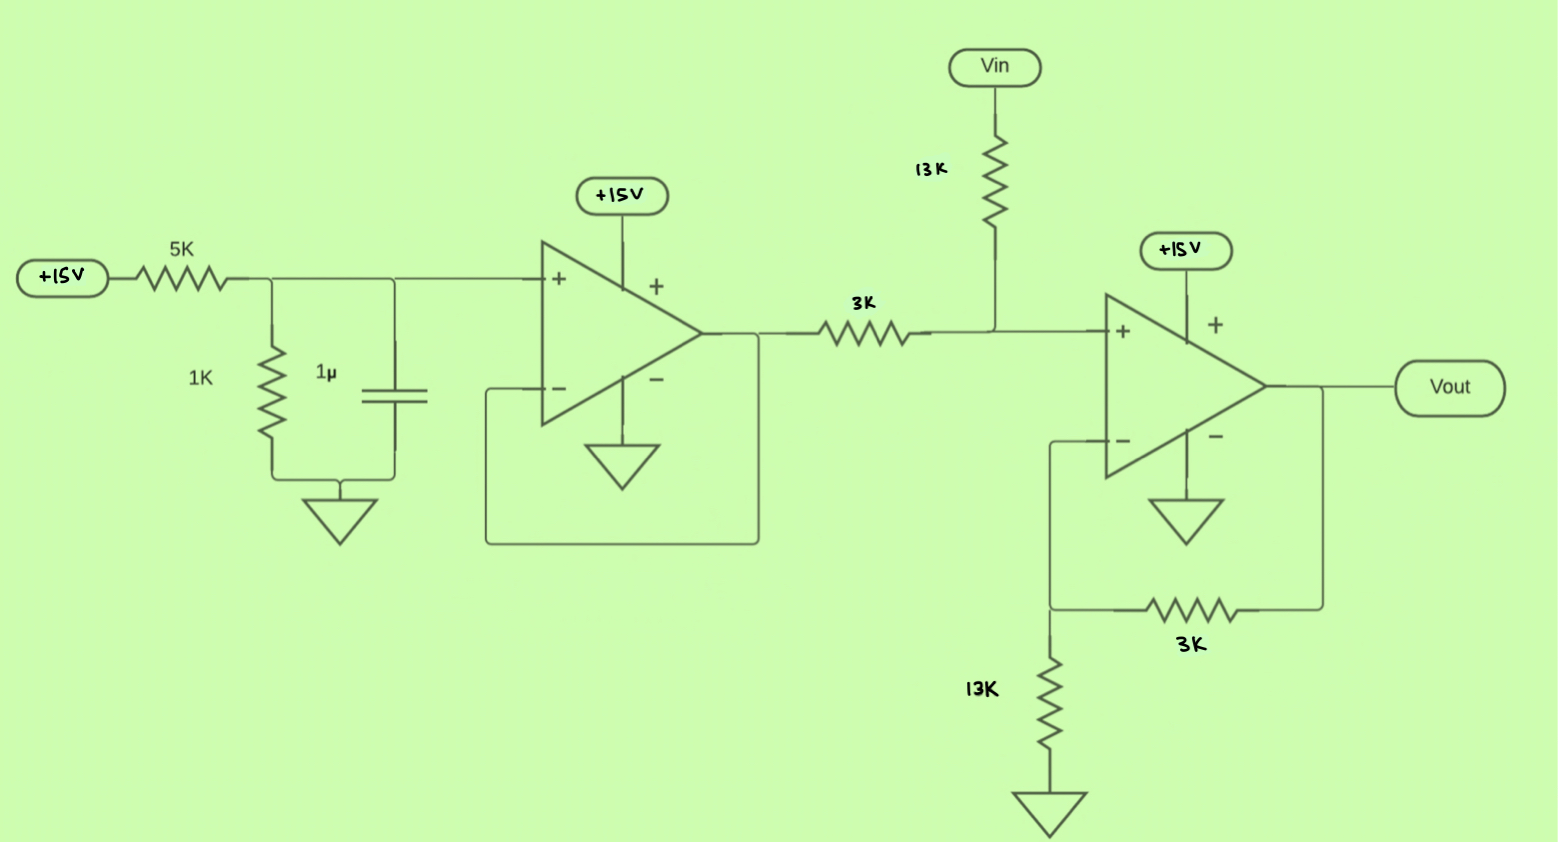 Vin
13K
+15V
+15V
5K
+15V
3K
+
+
+
+
1K
1μ
-
-
Vout
-
-
3K
13K